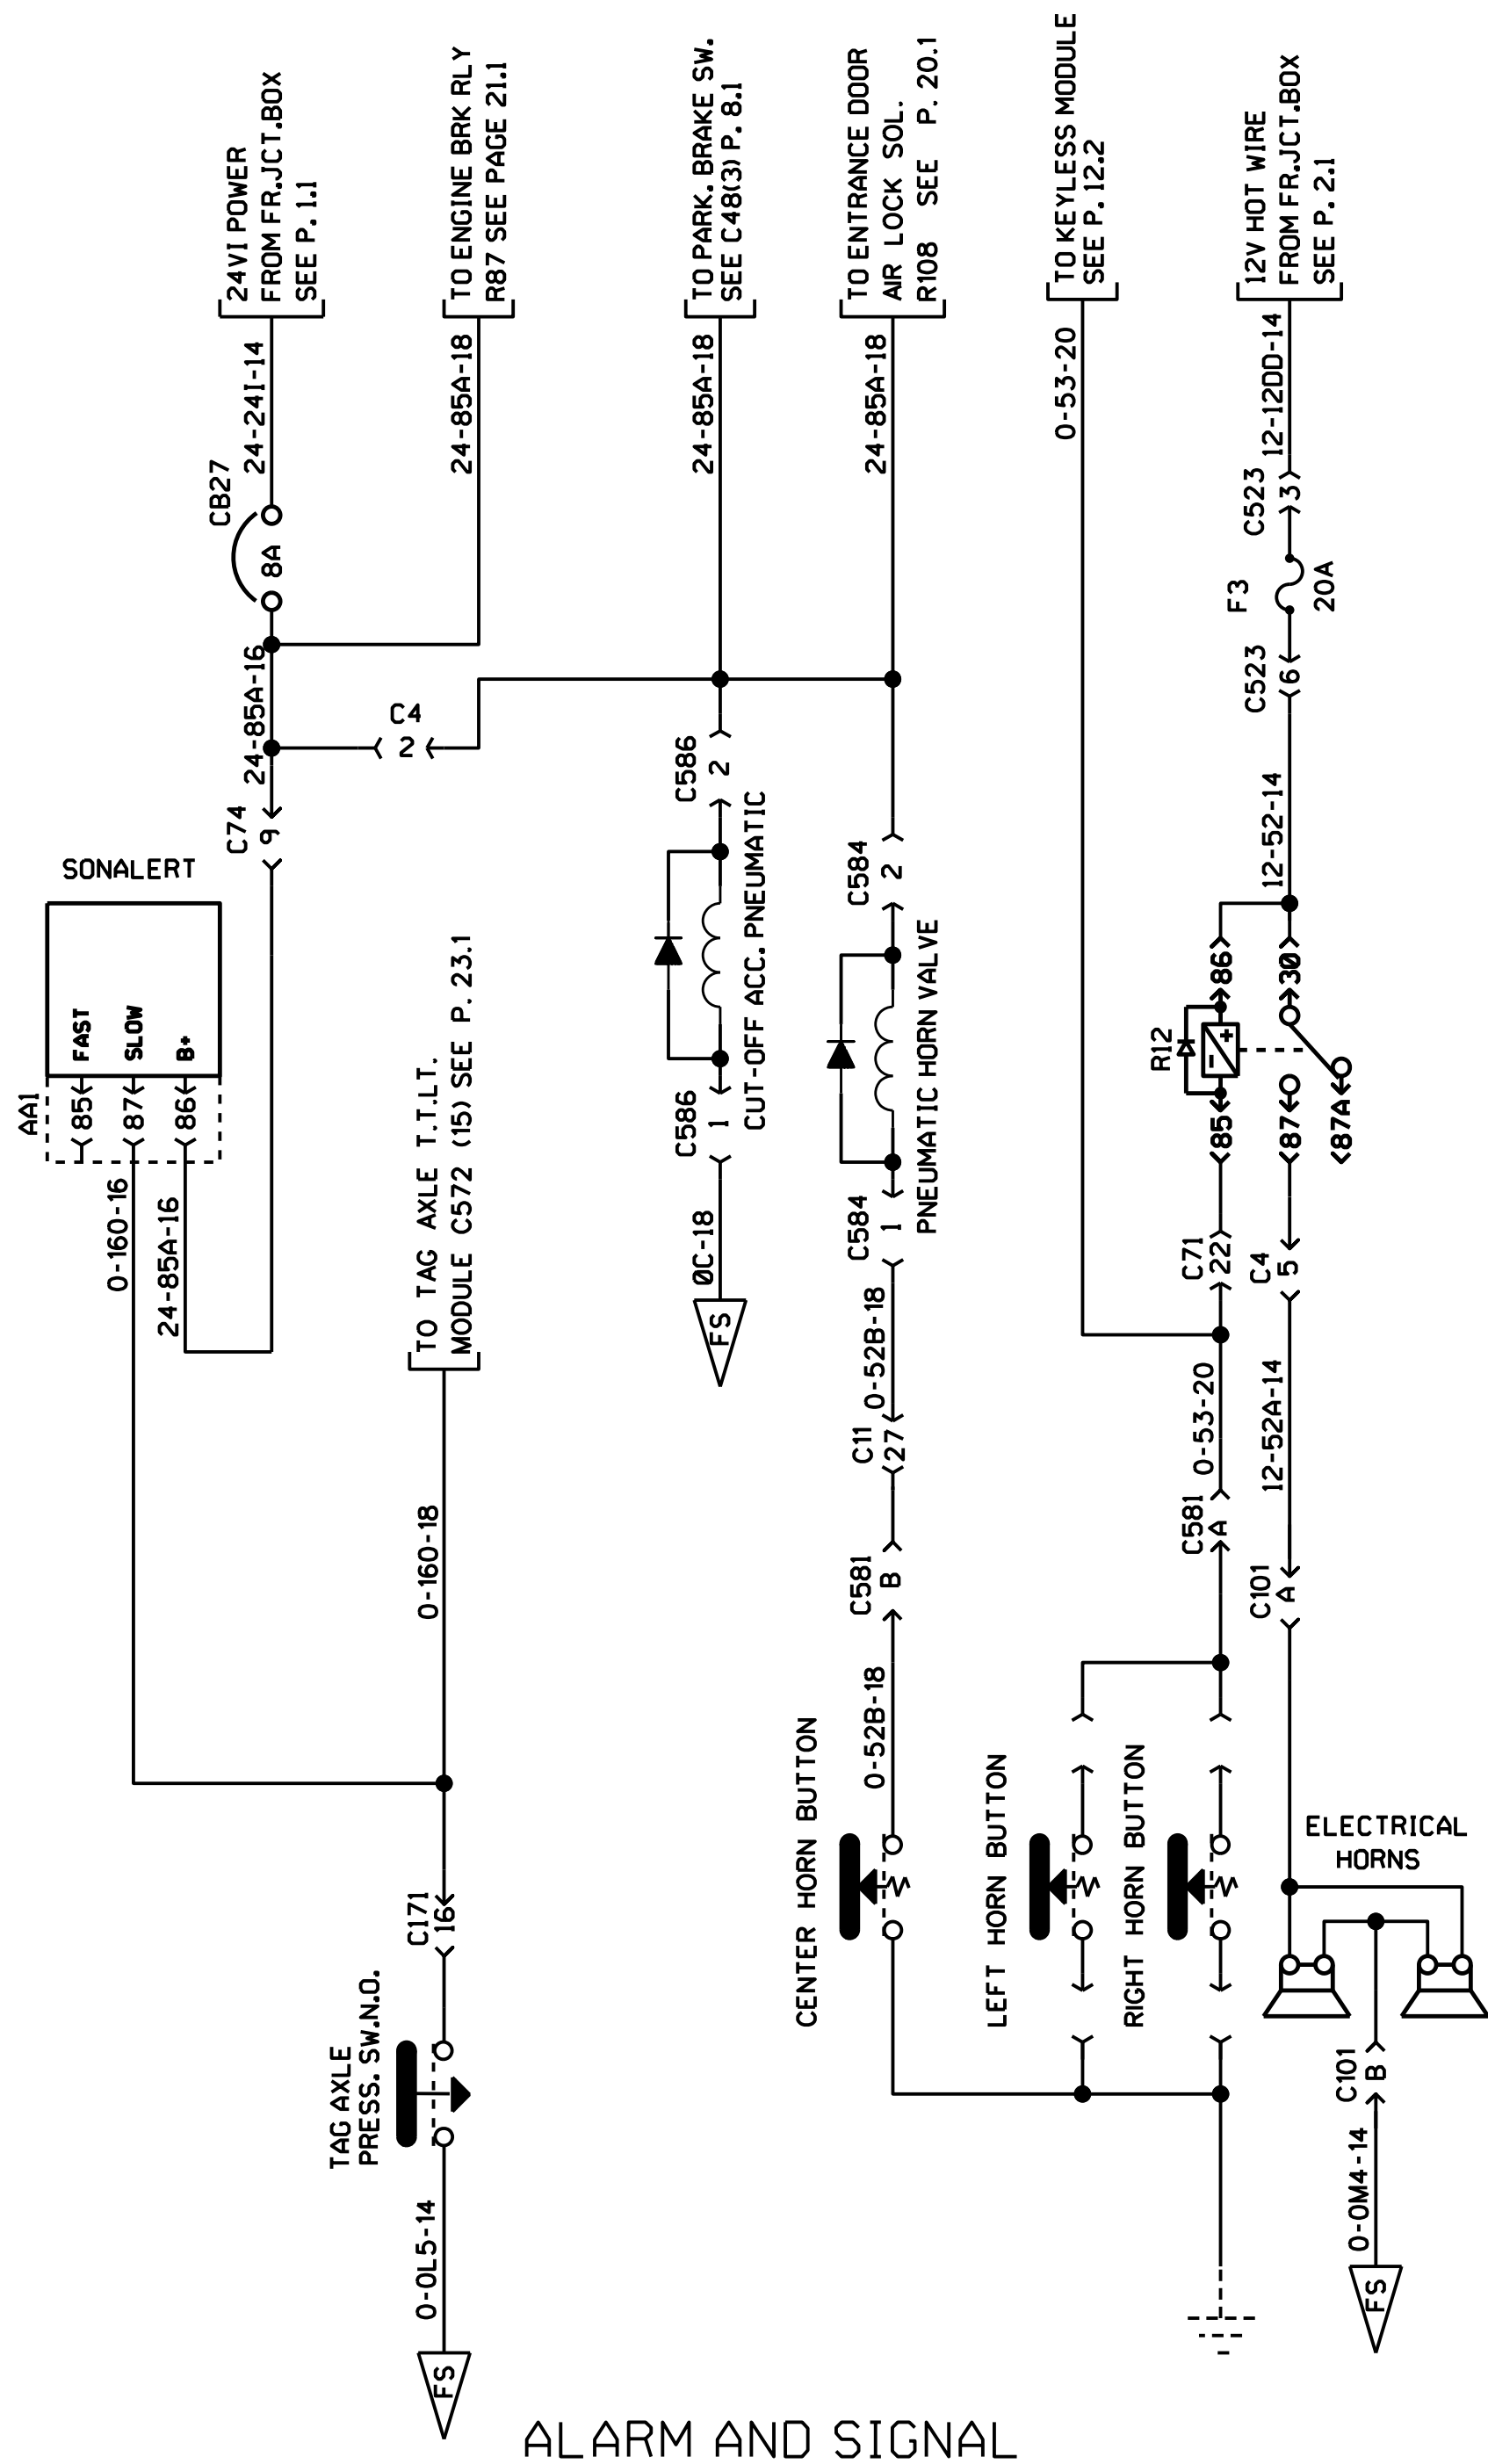 24VI POWER
FROM FR.JCT.BOX
SEE P. 1.1
TO ENGINE BRK RLY
R87 SEE PAGE 21.1
TO PARK. BRAKE SW.
SEE C48(3) P. 8.1
TO ENTRANCE DOOR
AIR LOCK SOL.
R108 SEE P. 20.1
TO KEYLESS MODULE
SEE P. 12.2
12V HOT WIRE
FROM FR.JCT.BOX
SEE P. 2.1
24-24I-14
24-85A-18
24-85A-18
24-85A-18
0-53-20
12-12DD-14
CB27
8A
C523
3
F3
20A
C523
6
24-85A-16
C4
2
C74
9
C586
2
12-52-14
SONALERT
FAST
SLOW
B+
AA1
85
87
86
C584
2
CUT-OFF ACC. PNEUMATIC
PNEUMATIC HORN VALVE
R12
86
30
+
-
85
87
87A
C586
1
C584
1
0-160-16
24-85A-16
TO TAG AXLE T.T.LT.
MODULE C572 (15) SEE P. 23.1
0C-18
FS
C71
22
C4
5
0-52B-18
C11
27
0-53-20
12-52A-14
0-160-18
C581
B
C581
A
C101
A
0-52B-18
CENTER HORN BUTTON
LEFT HORN BUTTON
RIGHT HORN BUTTON
ELECTRICAL
HORNS
C171
16
TAG AXLE
PRESS. SW.N.O.
C101
B
0-0L5-14
0-0M4-14
FS
FS
ALARM AND SIGNAL